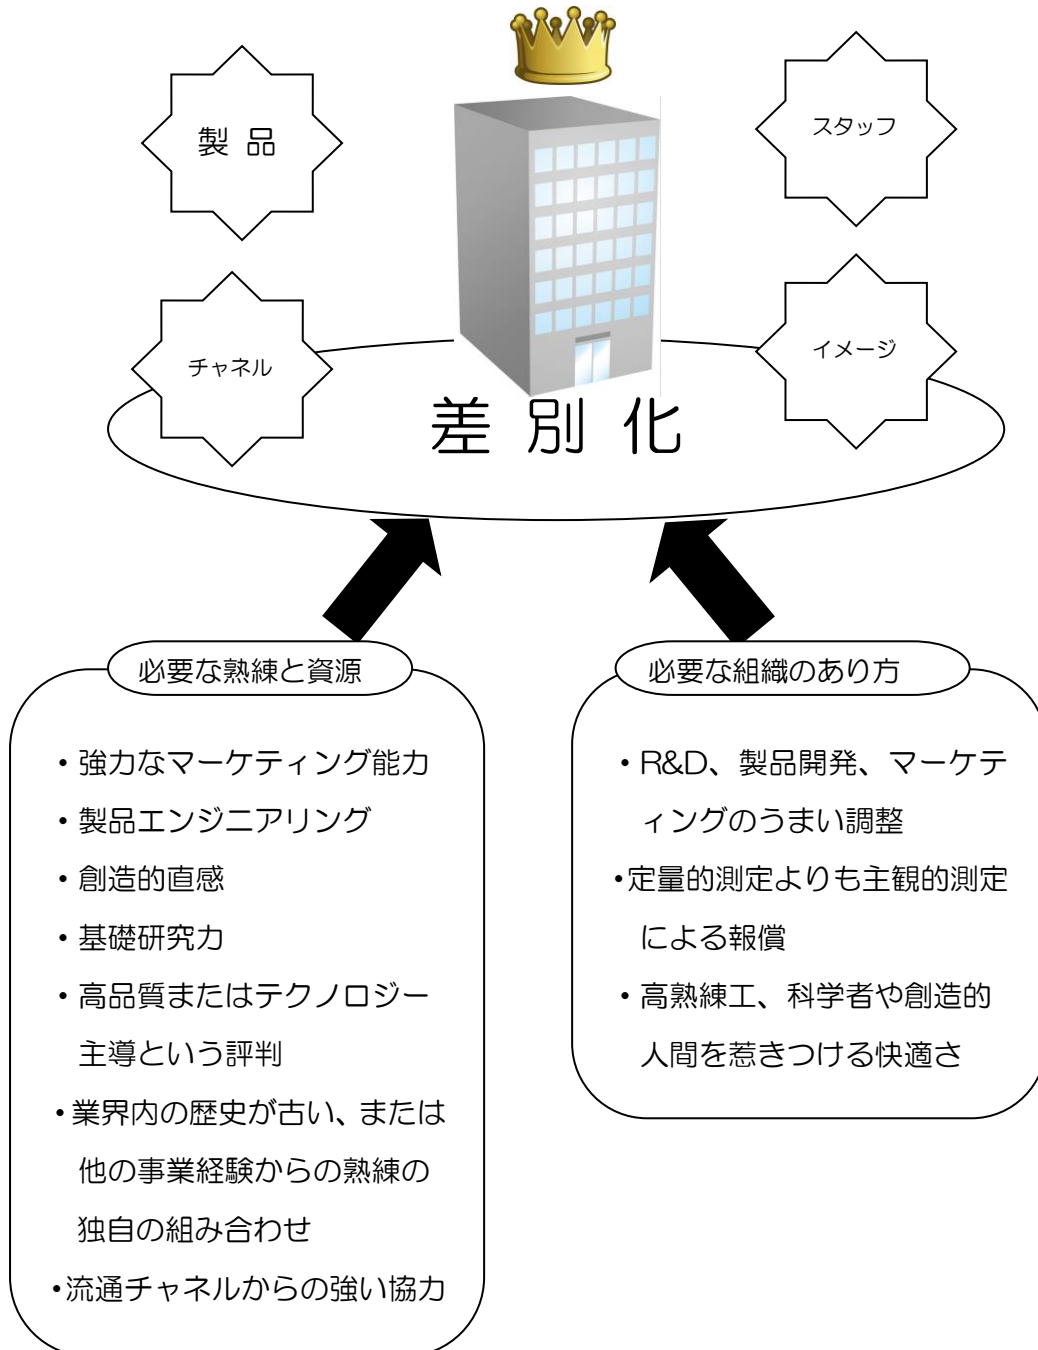 製 品
スタッフ
チャネル
イメージ
差 別 化
必要な熟練と資源
・強力なマーケティング能力
・製品エンジニアリング
・創造的直感
・基礎研究力
・高品質またはテクノロジー
主導という評判
・業界内の歴史が古い、または
他の事業経験からの熟練の
独自の組み合わせ
・流通チャネルからの強い協力
必要な組織のあり方
・R&D、製品開発、マーケテ
ィングのうまい調整
・定量的測定よりも主観的測定
による報償
・高熟練工、科学者や創造的
人間を惹きつける快適さ